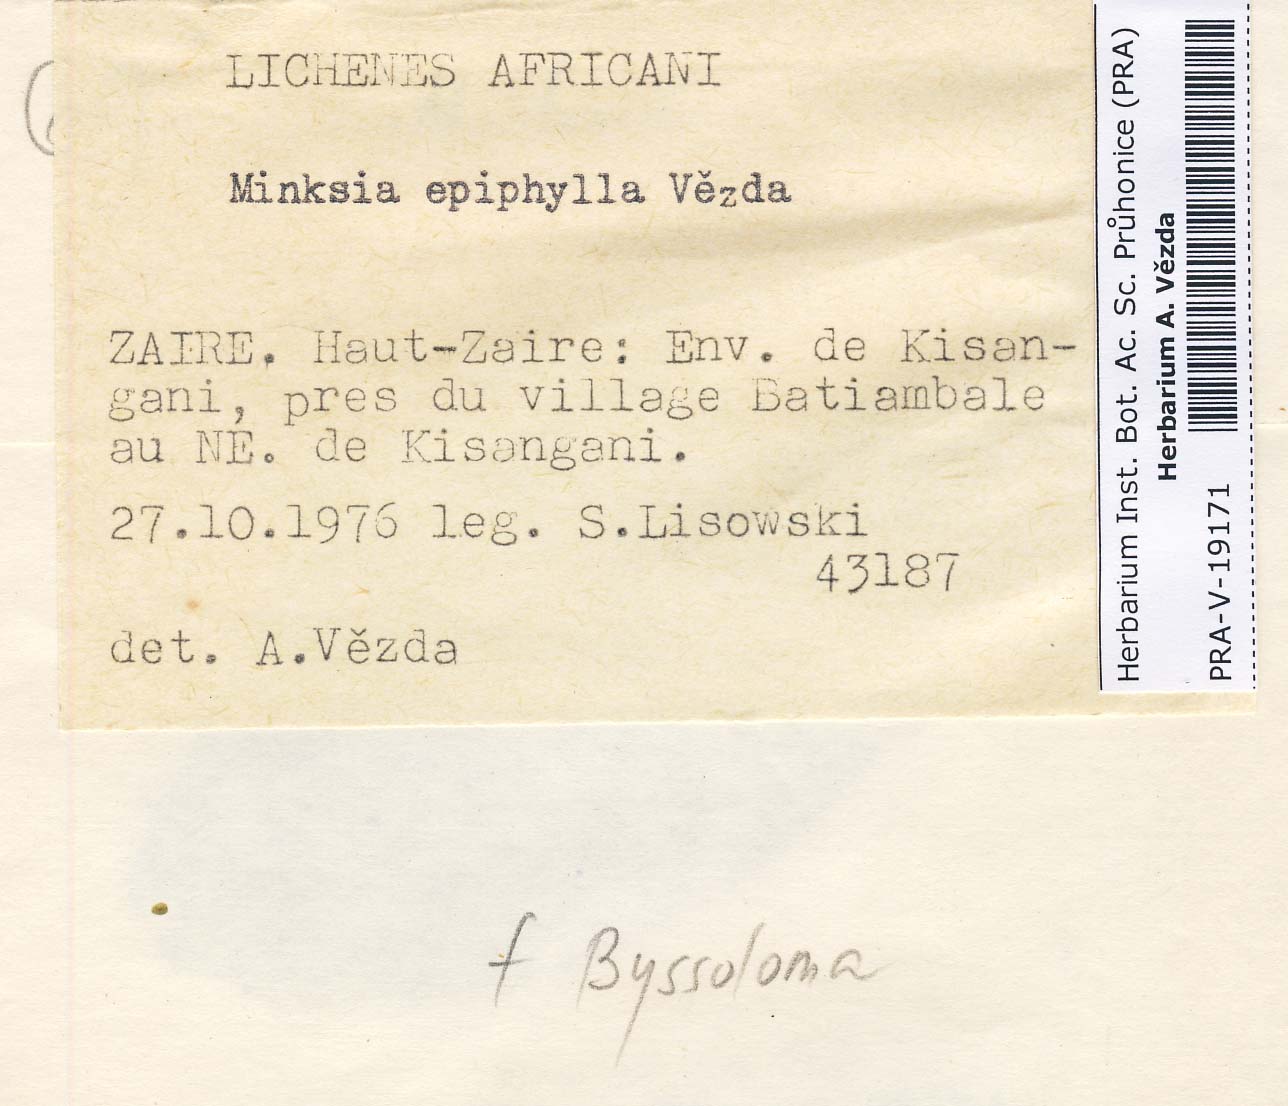 LICHENES AFRICANI
Minksia epiphylla Vězda
ZAIRE. Haut-Zaire: Env. de Kisan-
gani, pres du village Batiambale
au NE. de Kisangani.
27.10.1976 leg. S.Lisowski
43187
det. A.Vězda
Herbarium Inst. Bot. Ac. Sc. Průhonice (PRA)
Herbarium A. Vězda
PRA-V-19171
f Byssoloma